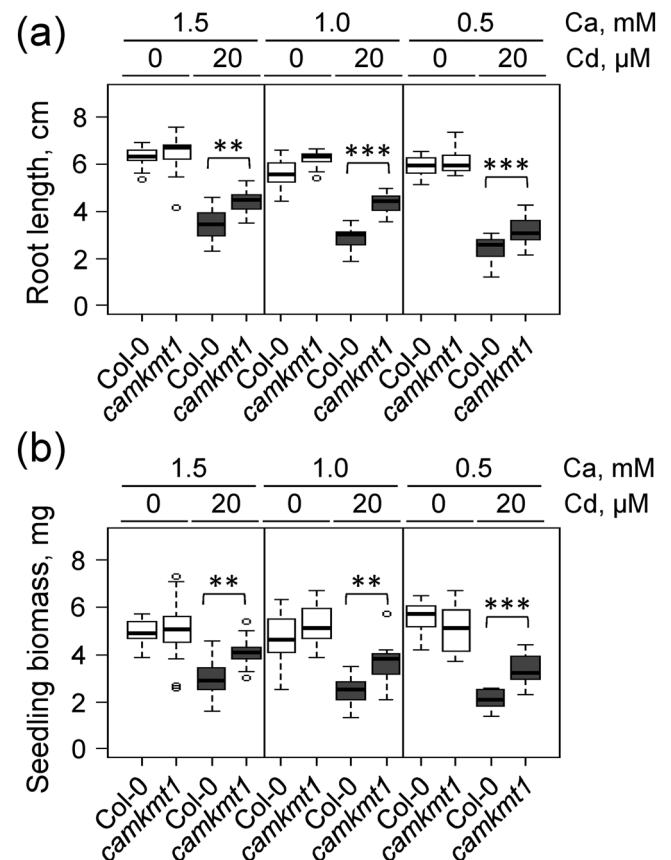 (a)
1.5 1.0 0.5 Ca, mM
0 20 0 20 0 20 Cd, µM
Root length, cm
8
6
4
2
0
** *** ***
Col-0 camkmt1 Col-0 camkmt1 Col-0 camkmt1 Col-0 camkmt1 Col-0 camkmt1 Col-0 camkmt1
(b)
1.5 1.0 0.5 Ca, mM
0 20 0 20 0 20 Cd, µM
Seedling biomass, mg
8
6
4
2
0
** ** ***
Col-0 camkmt1 Col-0 camkmt1 Col-0 camkmt1 Col-0 camkmt1 Col-0 camkmt1 Col-0 camkmt1